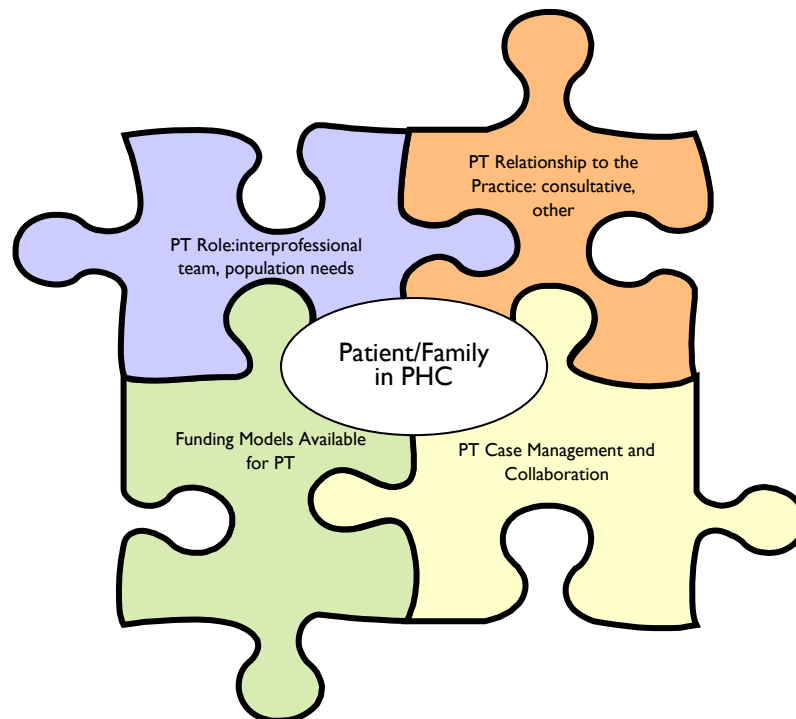 PT Relationship to the
Practice: consultative,
other
PT Role:interprofessional
team, population needs
Patient/Family
in PHC
Funding Models Available
for PT
PT Case Management and
Collaboration